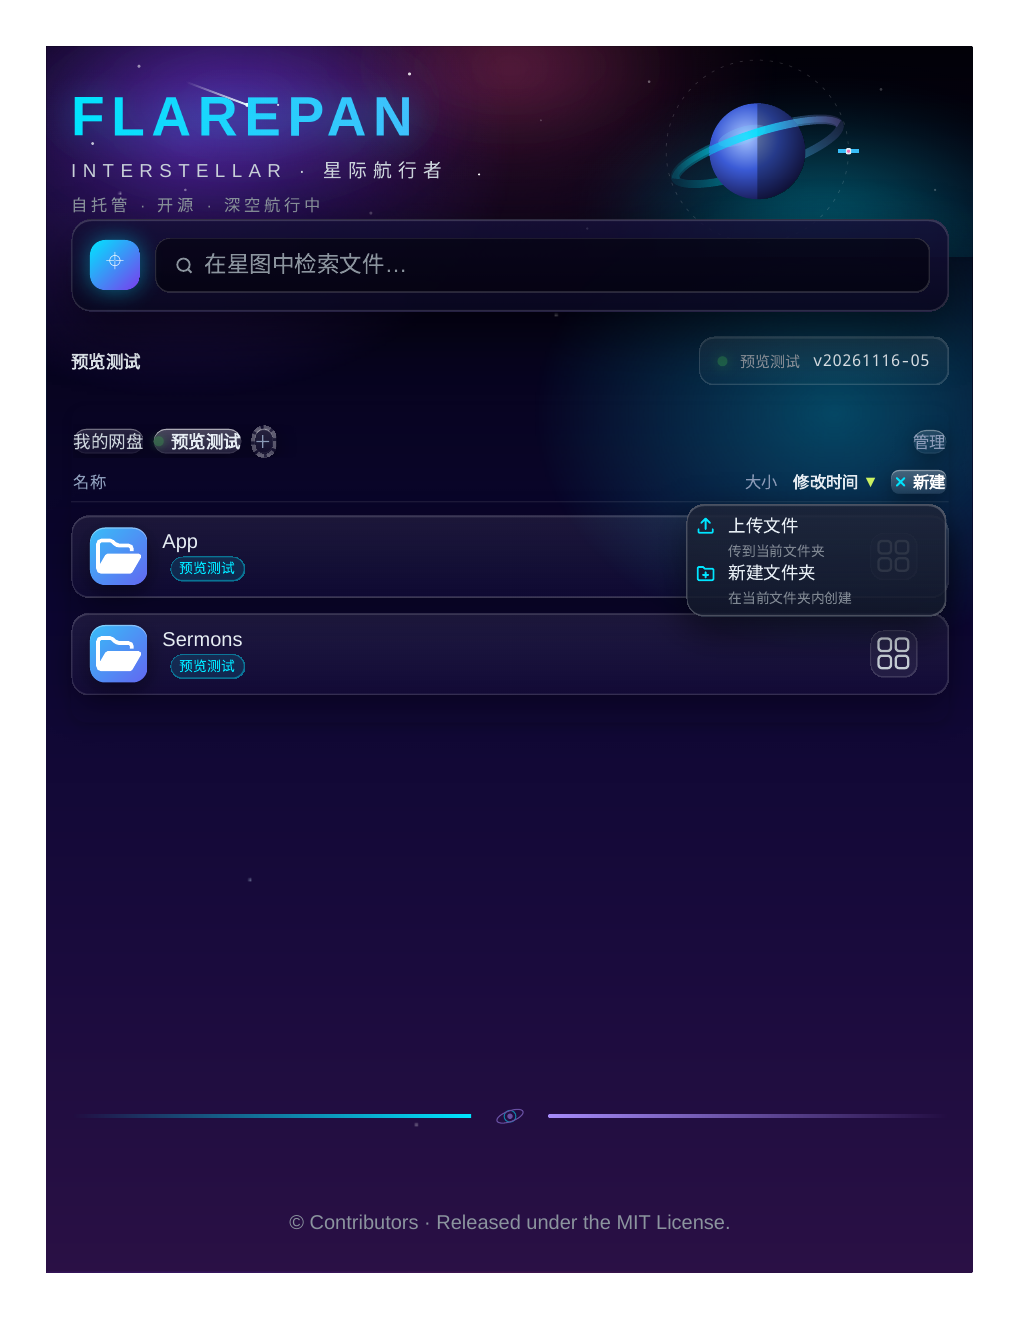 FLAREPAN
INTERSTELLAR · 星际航行者
自托管 · 开源 · 深空航行中
在星图中检索文件…
预览测试
预览测试 v20261116-05
我的网盘 预览测试 + 管理
名称 大小 修改时间 ▼ × 新建
App
预览测试
上传文件
传到当前文件夹
新建文件夹
在当前文件夹内创建
Sermons
预览测试
© Contributors · Released under the MIT License.